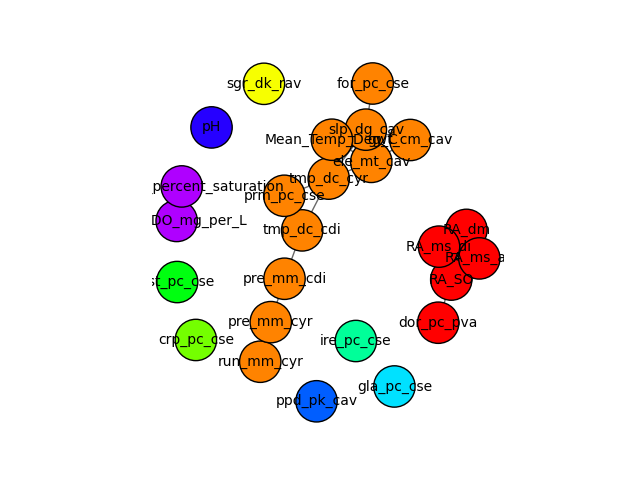 sgr_dk_rav
for_pc_cse
pH
slp_dg_cav
Mean_Temp_Deg_C
cm_cav
ele_mt_cav
tmp_dc_cyr
percent_saturation
prm_pc_cse
DO_mg_per_L
tmp_dc_cdi
RA_dm
RA_ms_di
RA_ms_a
RA_SO
st_pc_cse
pre_mm_cdi
pre_mm_cyr
dor_pc_pva
crp_pc_cse
ire_pc_cse
run_mm_cyr
gla_pc_cse
ppd_pk_cav